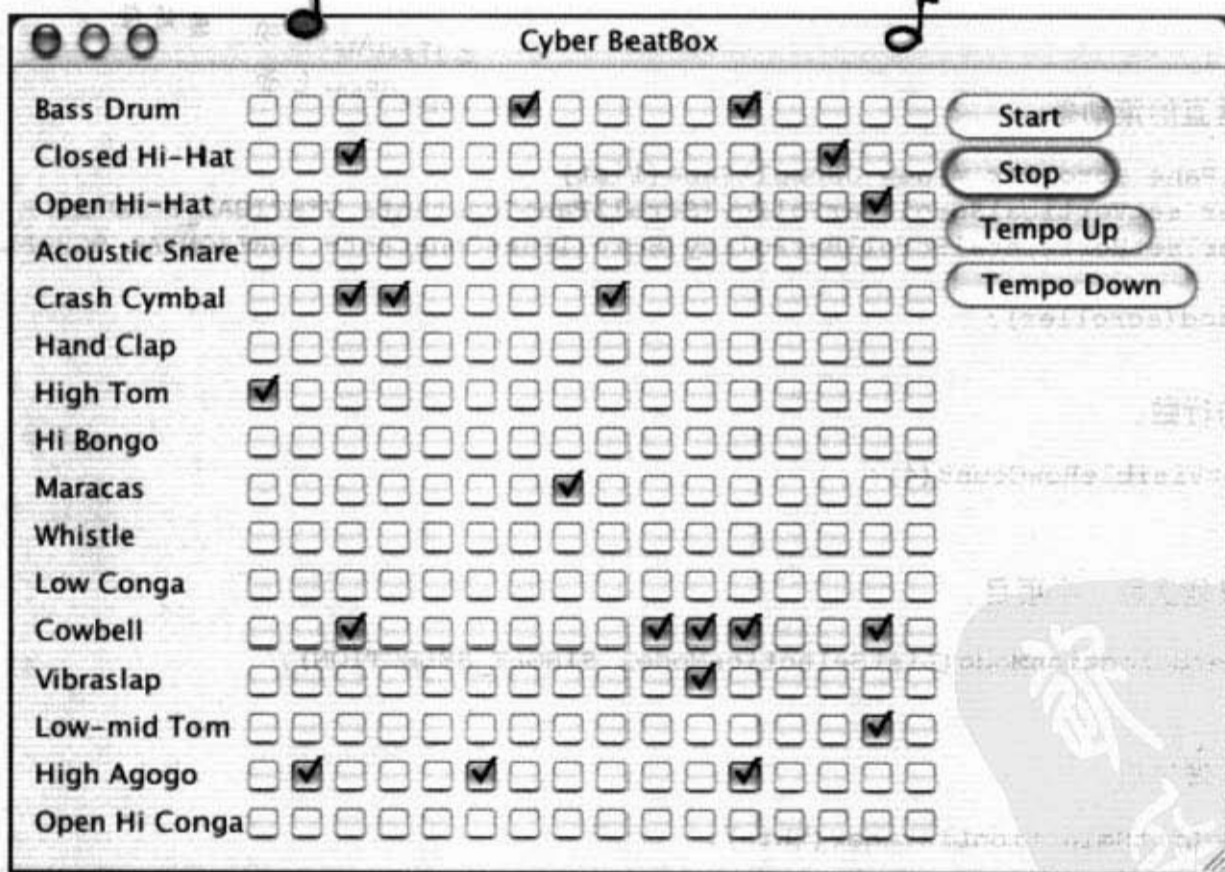 Cyber BeatBox
Bass Drum
Closed Hi-Hat
Open Hi-Hat
Acoustic Snare
Crash Cymbal
Hand Clap
High Tom
Hi Bongo
Maracas
Whistle
Low Conga
Cowbell
Vibraslap
Low-mid Tom
High Agogo
Open Hi Conga
Start
Stop
Tempo Up
Tempo Down